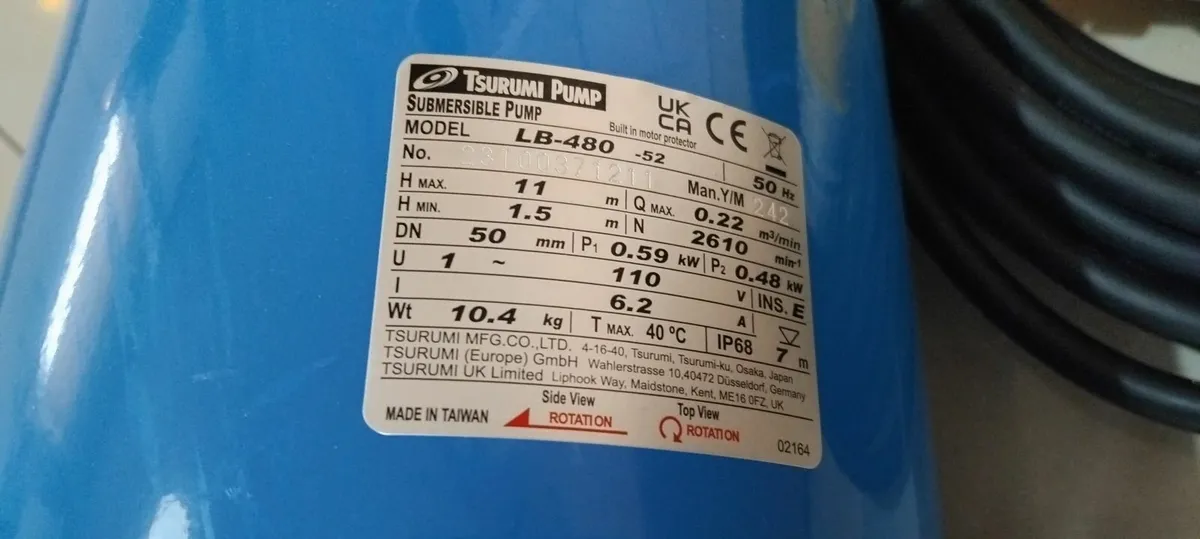 TSURUMI PUMP
UK CA CE
SUBMERSIBLE PUMP Built in motor protector
MODEL LB-480 -52 50 Hz
No. 23100371211 Man.Y/M 242
H MAX. 11 m Q MAX. 0.22 m³/min
H MIN. 1.5 m N 2610 min-1
DN 50 mm P1 0.59 kW P2 0.48 kW
U 1 ~ 110 V INS. E
I 6.2 A
Wt 10.4 kg T MAX. 40 ºC IP68 7 m
TSURUMI MFG.CO.,LTD. 4-16-40, Tsurumi, Tsurumi-ku, Osaka, Japan
TSURUMI (Europe) GmbH Wahlerstrasse 10,40472 Düsseldorf, Germany
TSURUMI UK Limited Liphook Way, Maidstone, Kent, ME16 0FZ, UK
Side View Top View
MADE IN TAIWAN ROTATION ROTATION
02164